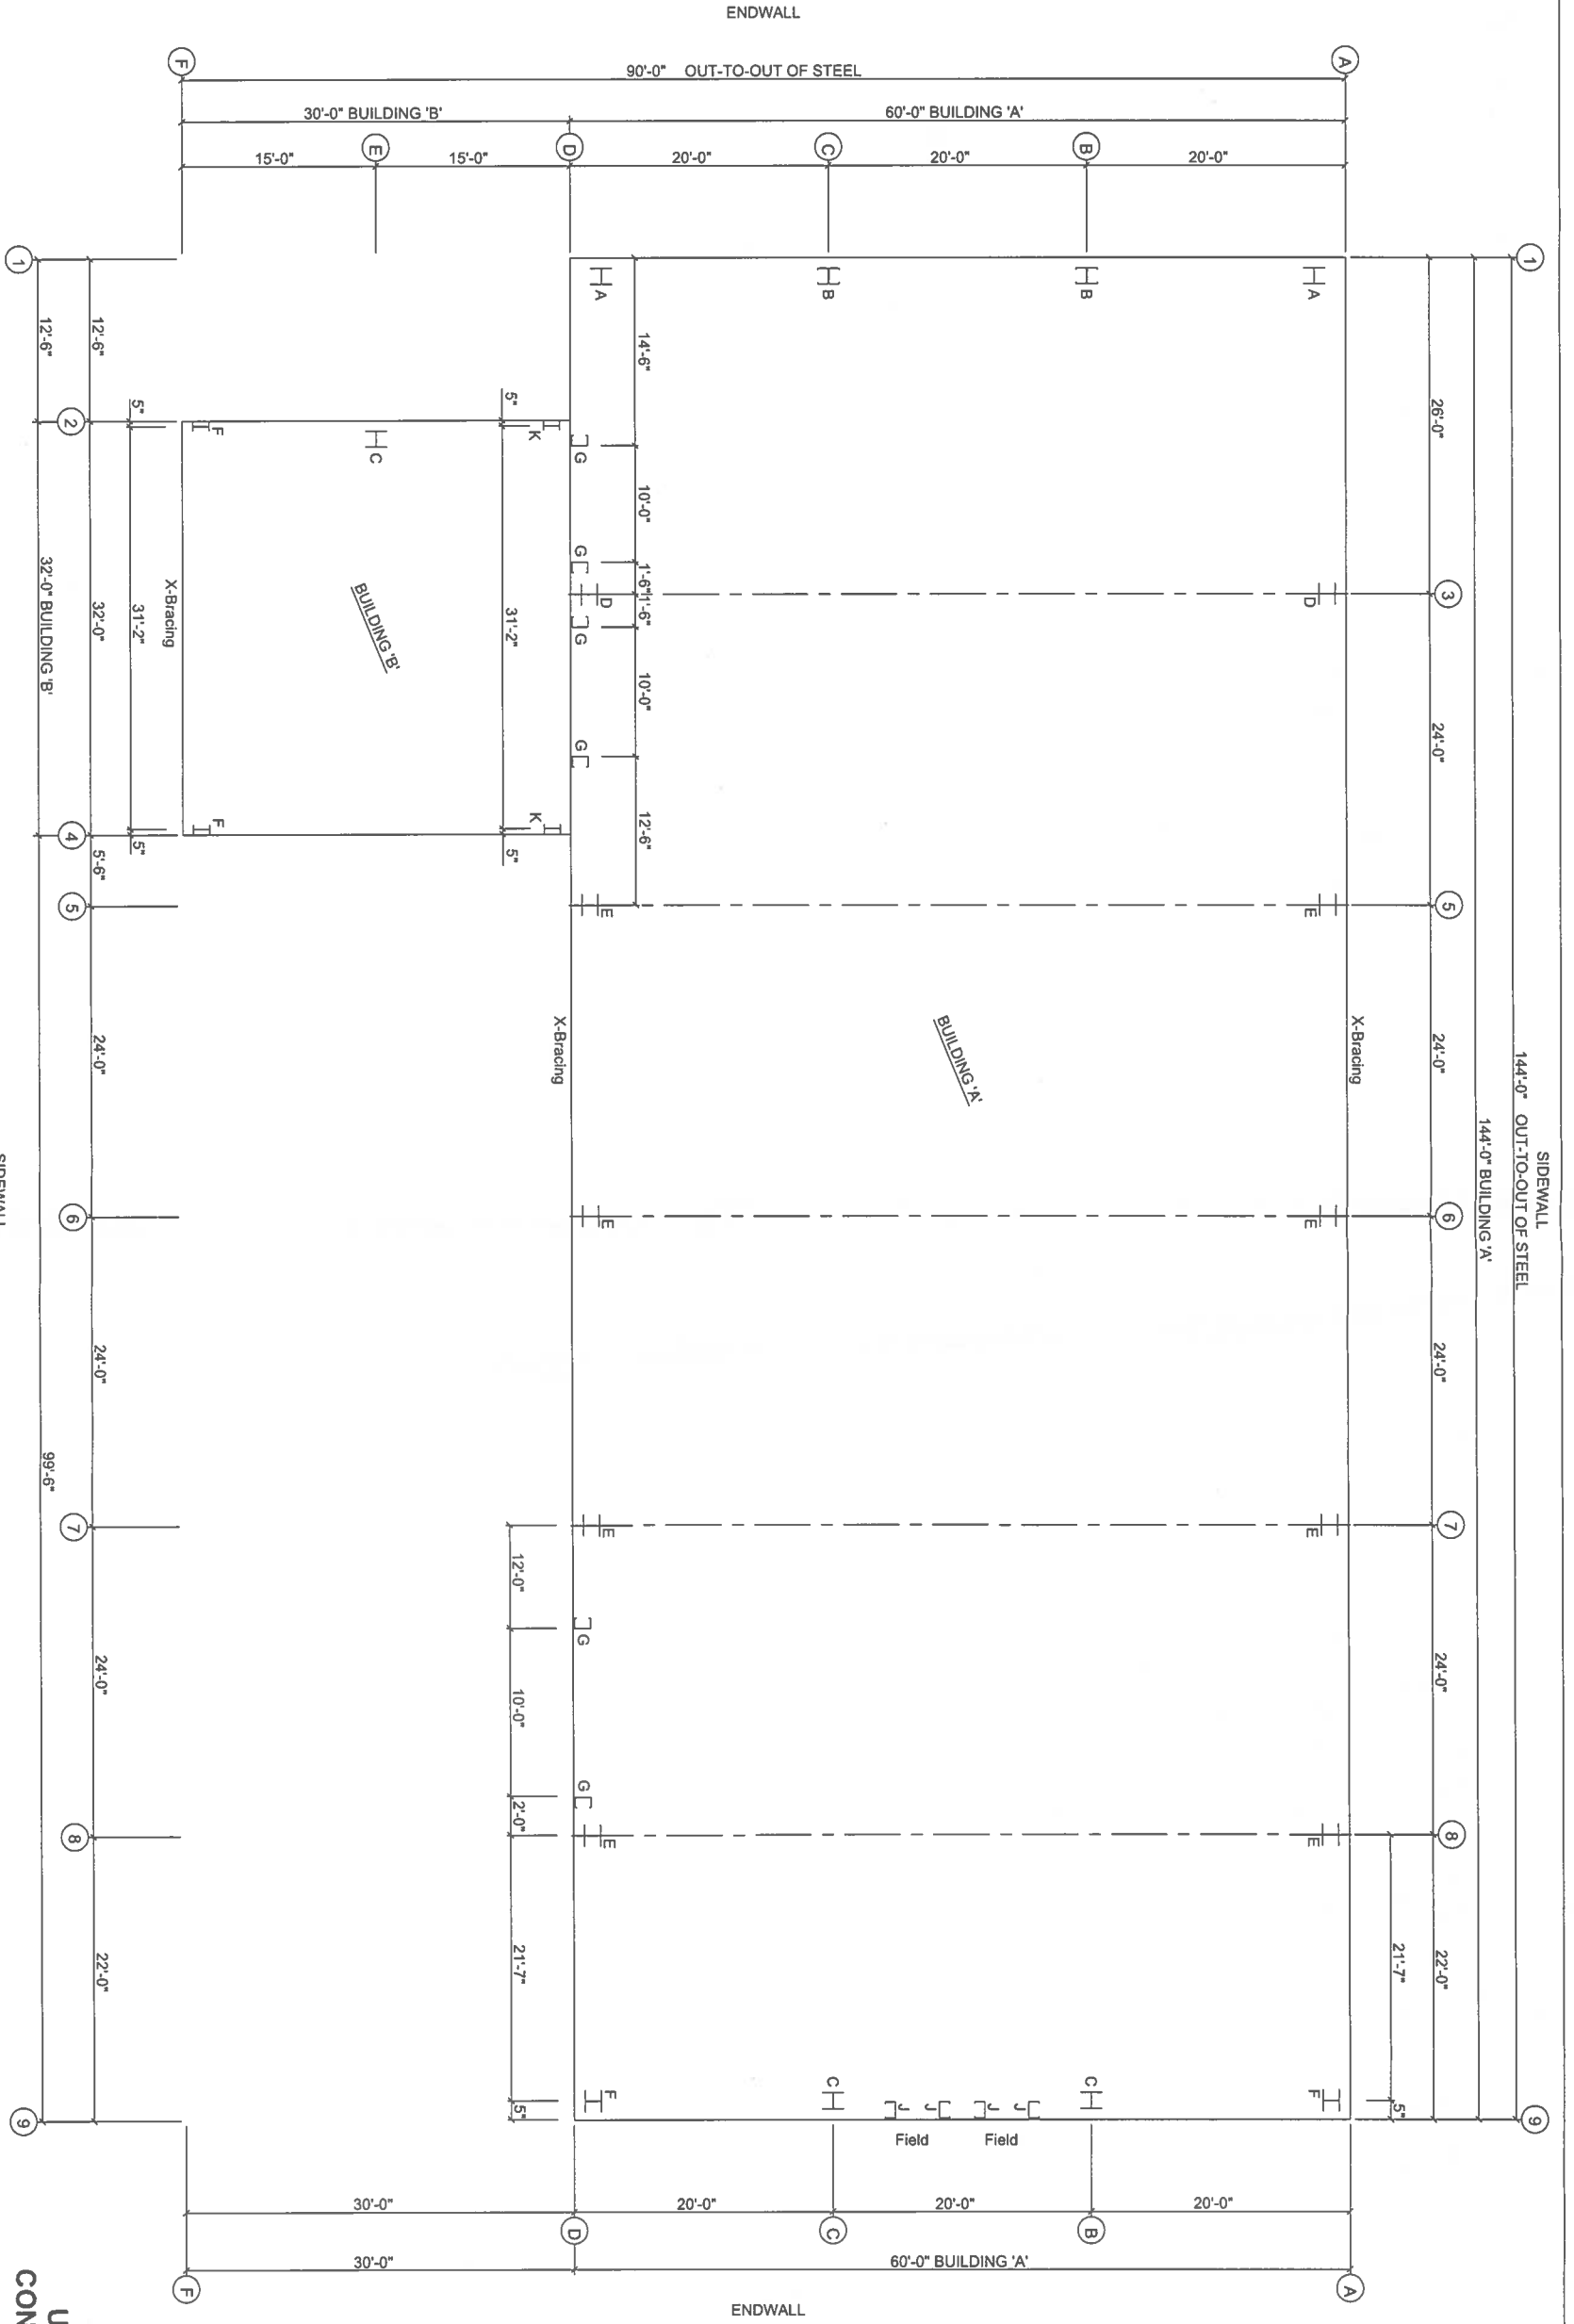 ENDWALL
F
90'-0" OUT-TO-OUT OF STEEL
A
30'-0" BUILDING 'B'
60'-0" BUILDING 'A'
15'-0"
E
15'-0"
D
20'-0"
C
20'-0"
B
20'-0"
1
12'-6"
12'-6"
1
A
B
B
A
14'-6"
26'-0"
5"
2
5"
F
C
K
G
10'-0"
G
1'-6"
1'-6"
D
D
3
G
X-Bracing
BUILDING 'B'
32'-0" BUILDING 'B'
32'-0"
31'-2"
31'-2"
10'-0"
24'-0"
G
F
K
4
5"
5"
12'-6"
5'-6"
5
E
E
5
24'-0"
X-Bracing
BUILDING 'A'
X-Bracing
24'-0"
144'-0" OUT-TO-OUT OF STEEL
SIDEWALL
144'-0" BUILDING 'A'
SIDEWALL
6
E
E
6
24'-0"
24'-0"
99'-6"
7
E
E
7
12'-0"
G
24'-0"
10'-0"
24'-0"
G
2'-0"
8
E
E
8
22'-0"
21'-7"
21'-7"
22'-0"
F
C
C
F
J
J
J
J
5"
5"
9
9
Field
Field
30'-0"
20'-0"
20'-0"
20'-0"
D
C
B
30'-0"
60'-0" BUILDING 'A'
F
A
ENDWALL